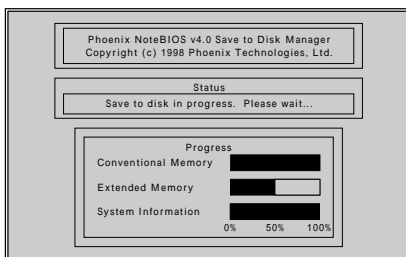 Phoenix NoteBIOS v4.0 Save to Disk Manager
Copyright (c) 1998 Phoenix Technologies, Ltd.
Status
Save to disk in progress. Please wait...
Progress
Conventional Memory
Extended Memory
System Information
0% 50% 100%